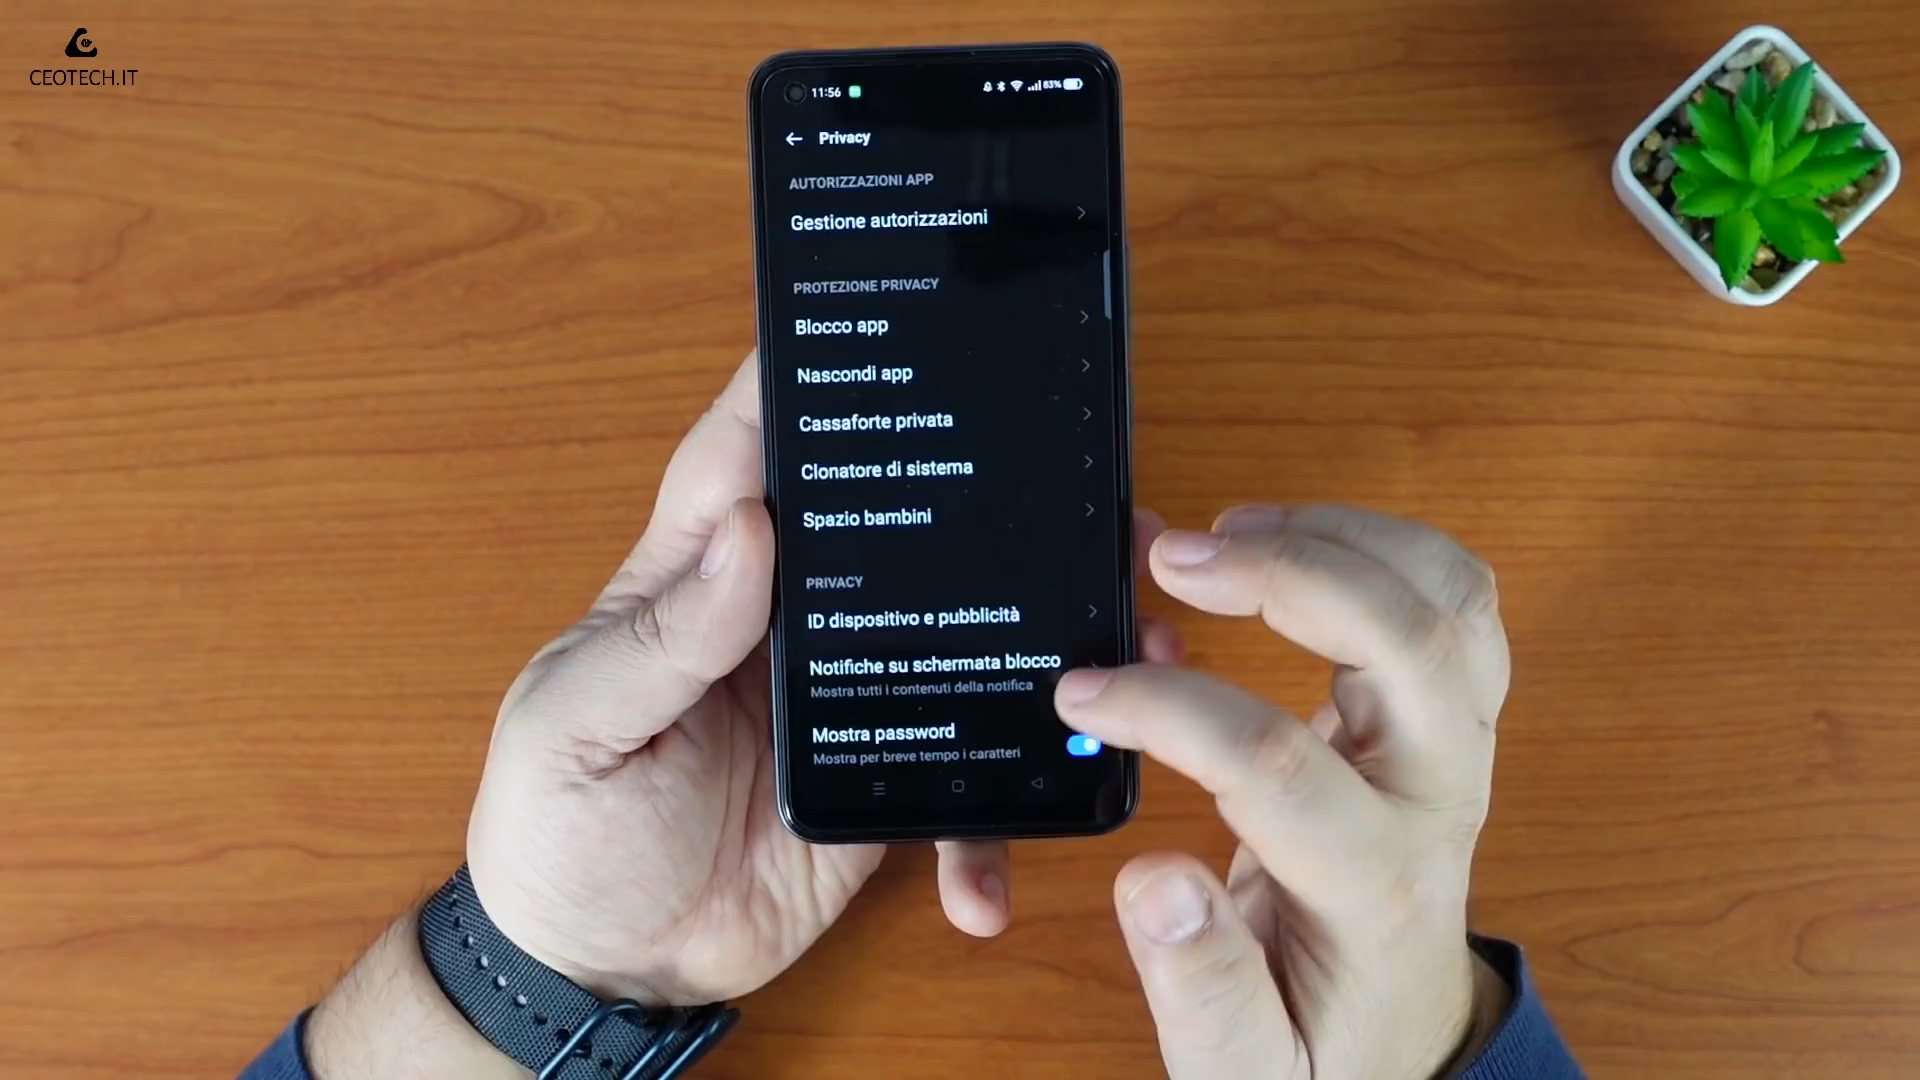 CEOTECH.IT
11:56
83%
Privacy
AUTORIZZAZIONI APP
Gestione autorizzazioni
PROTEZIONE PRIVACY
Blocco app
Nascondi app
Cassaforte privata
Clonatore di sistema
Spazio bambini
PRIVACY
ID dispositivo e pubblicità
Notifiche su schermata blocco
Mostra tutti i contenuti della notifica
Mostra password
Mostra per breve tempo i caratteri